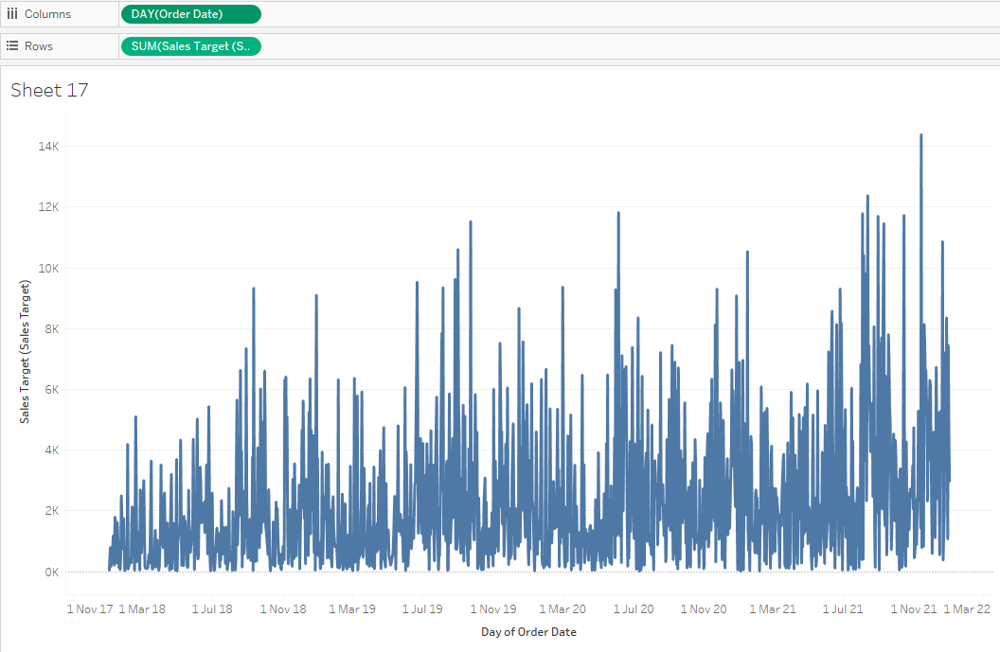 Columns
DAY(Order Date)
Rows
SUM(Sales Target (S..
Sheet 17
14K
12K
10K
8K
6K
4K
2K
0K
Sales Target (Sales Target)
1 Nov 17 1 Mar 18 1 Jul 18 1 Nov 18 1 Mar 19 1 Jul 19 1 Nov 19 1 Mar 20 1 Jul 20 1 Nov 20 1 Mar 21 1 Jul 21 1 Nov 21 1 Mar 22
Day of Order Date